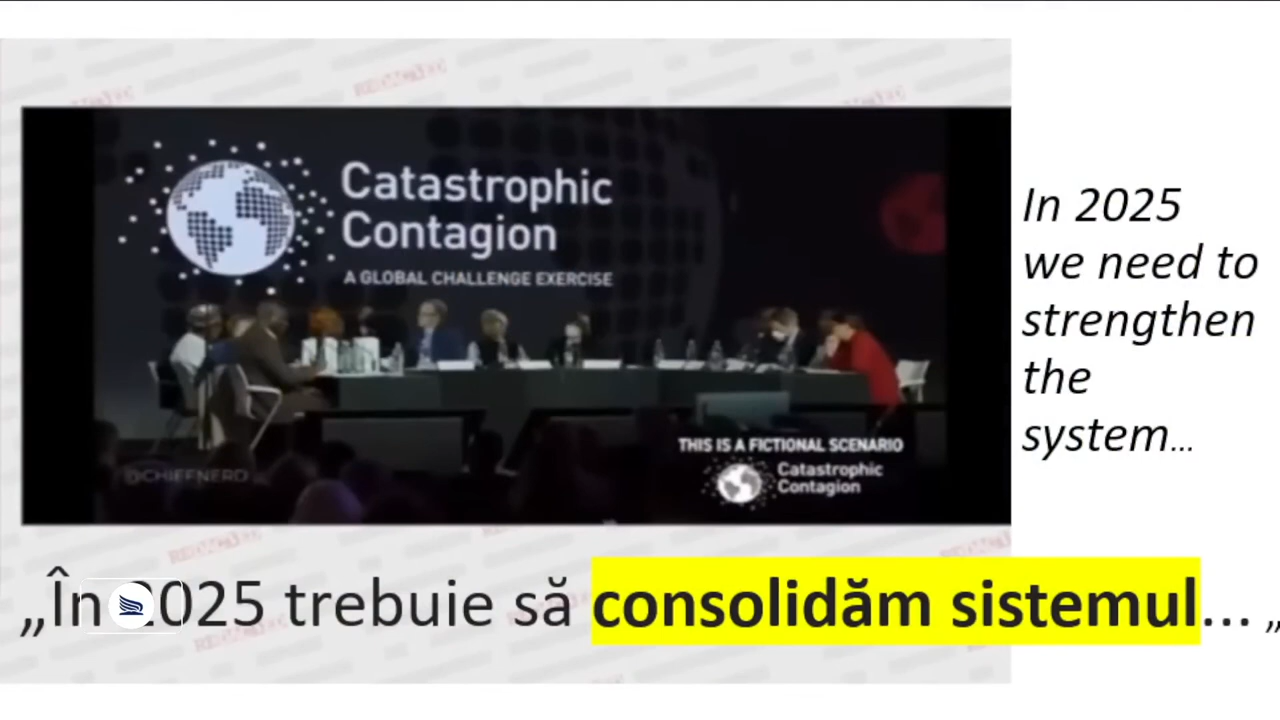 Catastrophic
Contagion
A GLOBAL CHALLENGE EXERCISE
In 2025
we need to
strengthen
the
system...
THIS IS A FICTIONAL SCENARIO
Catastrophic
Contagion
@CHIEFNERD
„În 2025 trebuie să consolidăm sistemul... „